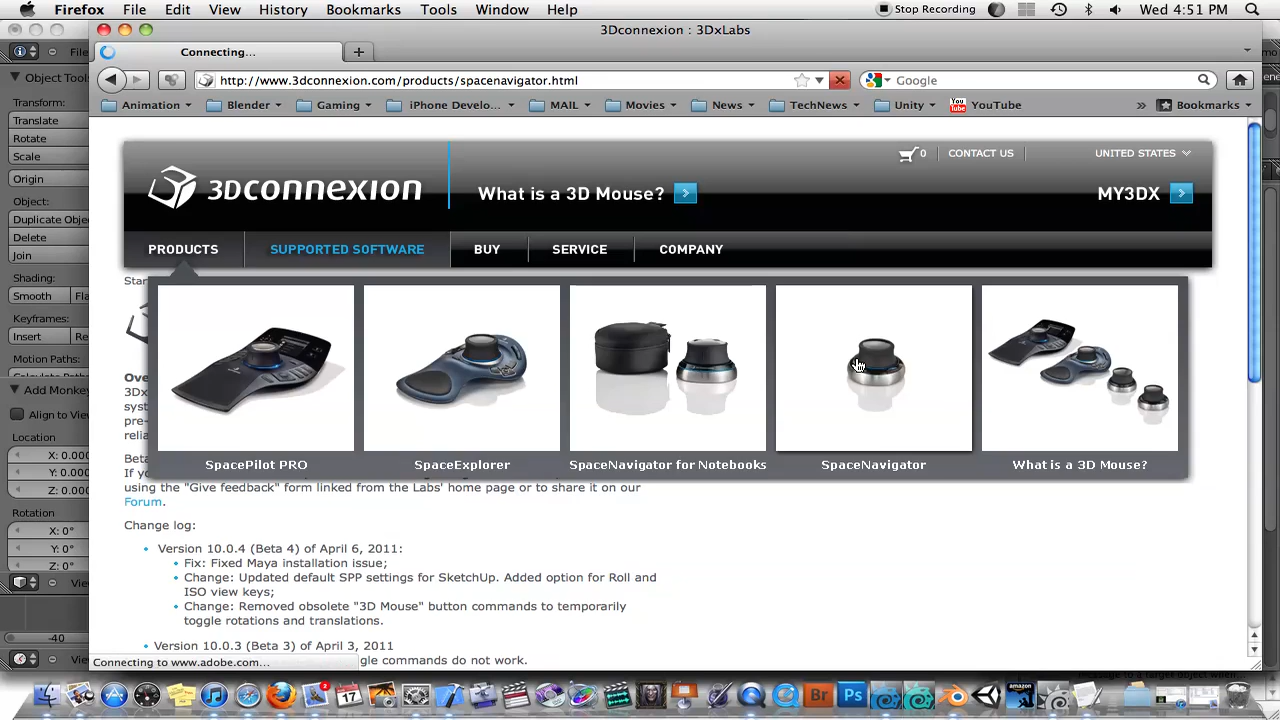 Firefox File Edit View History Bookmarks Tools Window Help Stop Recording Wed 4:51 PM
3Dconnexion : 3DxLabs
Connecting...
http://www.3dconnexion.com/products/spacenavigator.html Google
Animation Blender Gaming iPhone Develo... MAIL Movies News TechNews Unity YouTube » Bookmarks
File
Object Tools
Transform:
Translate
Rotate
Scale
Origin
Object:
Duplicate Obje
Delete
Join
Shading:
Smooth Fla
Keyframes:
Insert Re
Motion Paths:
Add Monkey
Align to View
Location
X: 0.000
Y: 0.000
Z: 0.000
Rotation
X: 0°
Y: 0°
Z: 0°
-40
0 CONTACT US UNITED STATES
3Dconnexion What is a 3D Mouse? MY3DX
PRODUCTS SUPPORTED SOFTWARE BUY SERVICE COMPANY
SpacePilot PRO SpaceExplorer SpaceNavigator for Notebooks SpaceNavigator What is a 3D Mouse?
using the "Give feedback" form linked from the Labs' home page or to share it on our
Forum.
Change log:
Version 10.0.4 (Beta 4) of April 6, 2011:
Fix: Fixed Maya installation issue;
Change: Updated default SPP settings for SketchUp. Added option for Roll and
ISO view keys;
Change: Removed obsolete "3D Mouse" button commands to temporarily
toggle rotations and translations.
Version 10.0.3 (Beta 3) of April 3, 2011
gle commands do not work.
Connecting to www.adobe.com...